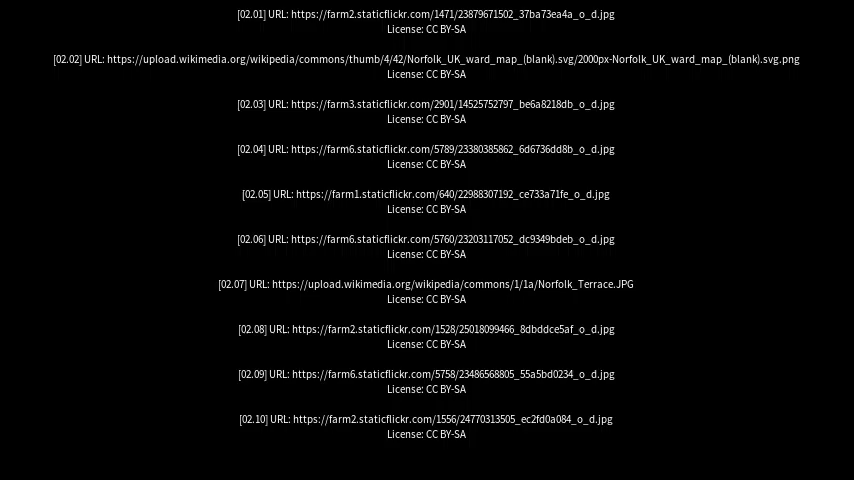 [02.01] URL: https://farm2.staticflickr.com/1471/23879671502_37ba73ea4a_o_d.jpg
License: CC BY-SA
[02.02] URL: https://upload.wikimedia.org/wikipedia/commons/thumb/4/42/Norfolk_UK_ward_map_(blank).svg/2000px-Norfolk_UK_ward_map_(blank).svg.png
License: CC BY-SA
[02.03] URL: https://farm3.staticflickr.com/2901/14525752797_be6a8218db_o_d.jpg
License: CC BY-SA
[02.04] URL: https://farm6.staticflickr.com/5789/23380385862_6d6736dd8b_o_d.jpg
License: CC BY-SA
[02.05] URL: https://farm1.staticflickr.com/640/22988307192_ce733a71fe_o_d.jpg
License: CC BY-SA
[02.06] URL: https://farm6.staticflickr.com/5760/23203117052_dc9349bdeb_o_d.jpg
License: CC BY-SA
[02.07] URL: https://upload.wikimedia.org/wikipedia/commons/1/1a/Norfolk_Terrace.JPG
License: CC BY-SA
[02.08] URL: https://farm2.staticflickr.com/1528/25018099466_8dbddce5af_o_d.jpg
License: CC BY-SA
[02.09] URL: https://farm6.staticflickr.com/5758/23486568805_55a5bd0234_o_d.jpg
License: CC BY-SA
[02.10] URL: https://farm2.staticflickr.com/1556/24770313505_ec2fd0a084_o_d.jpg
License: CC BY-SA